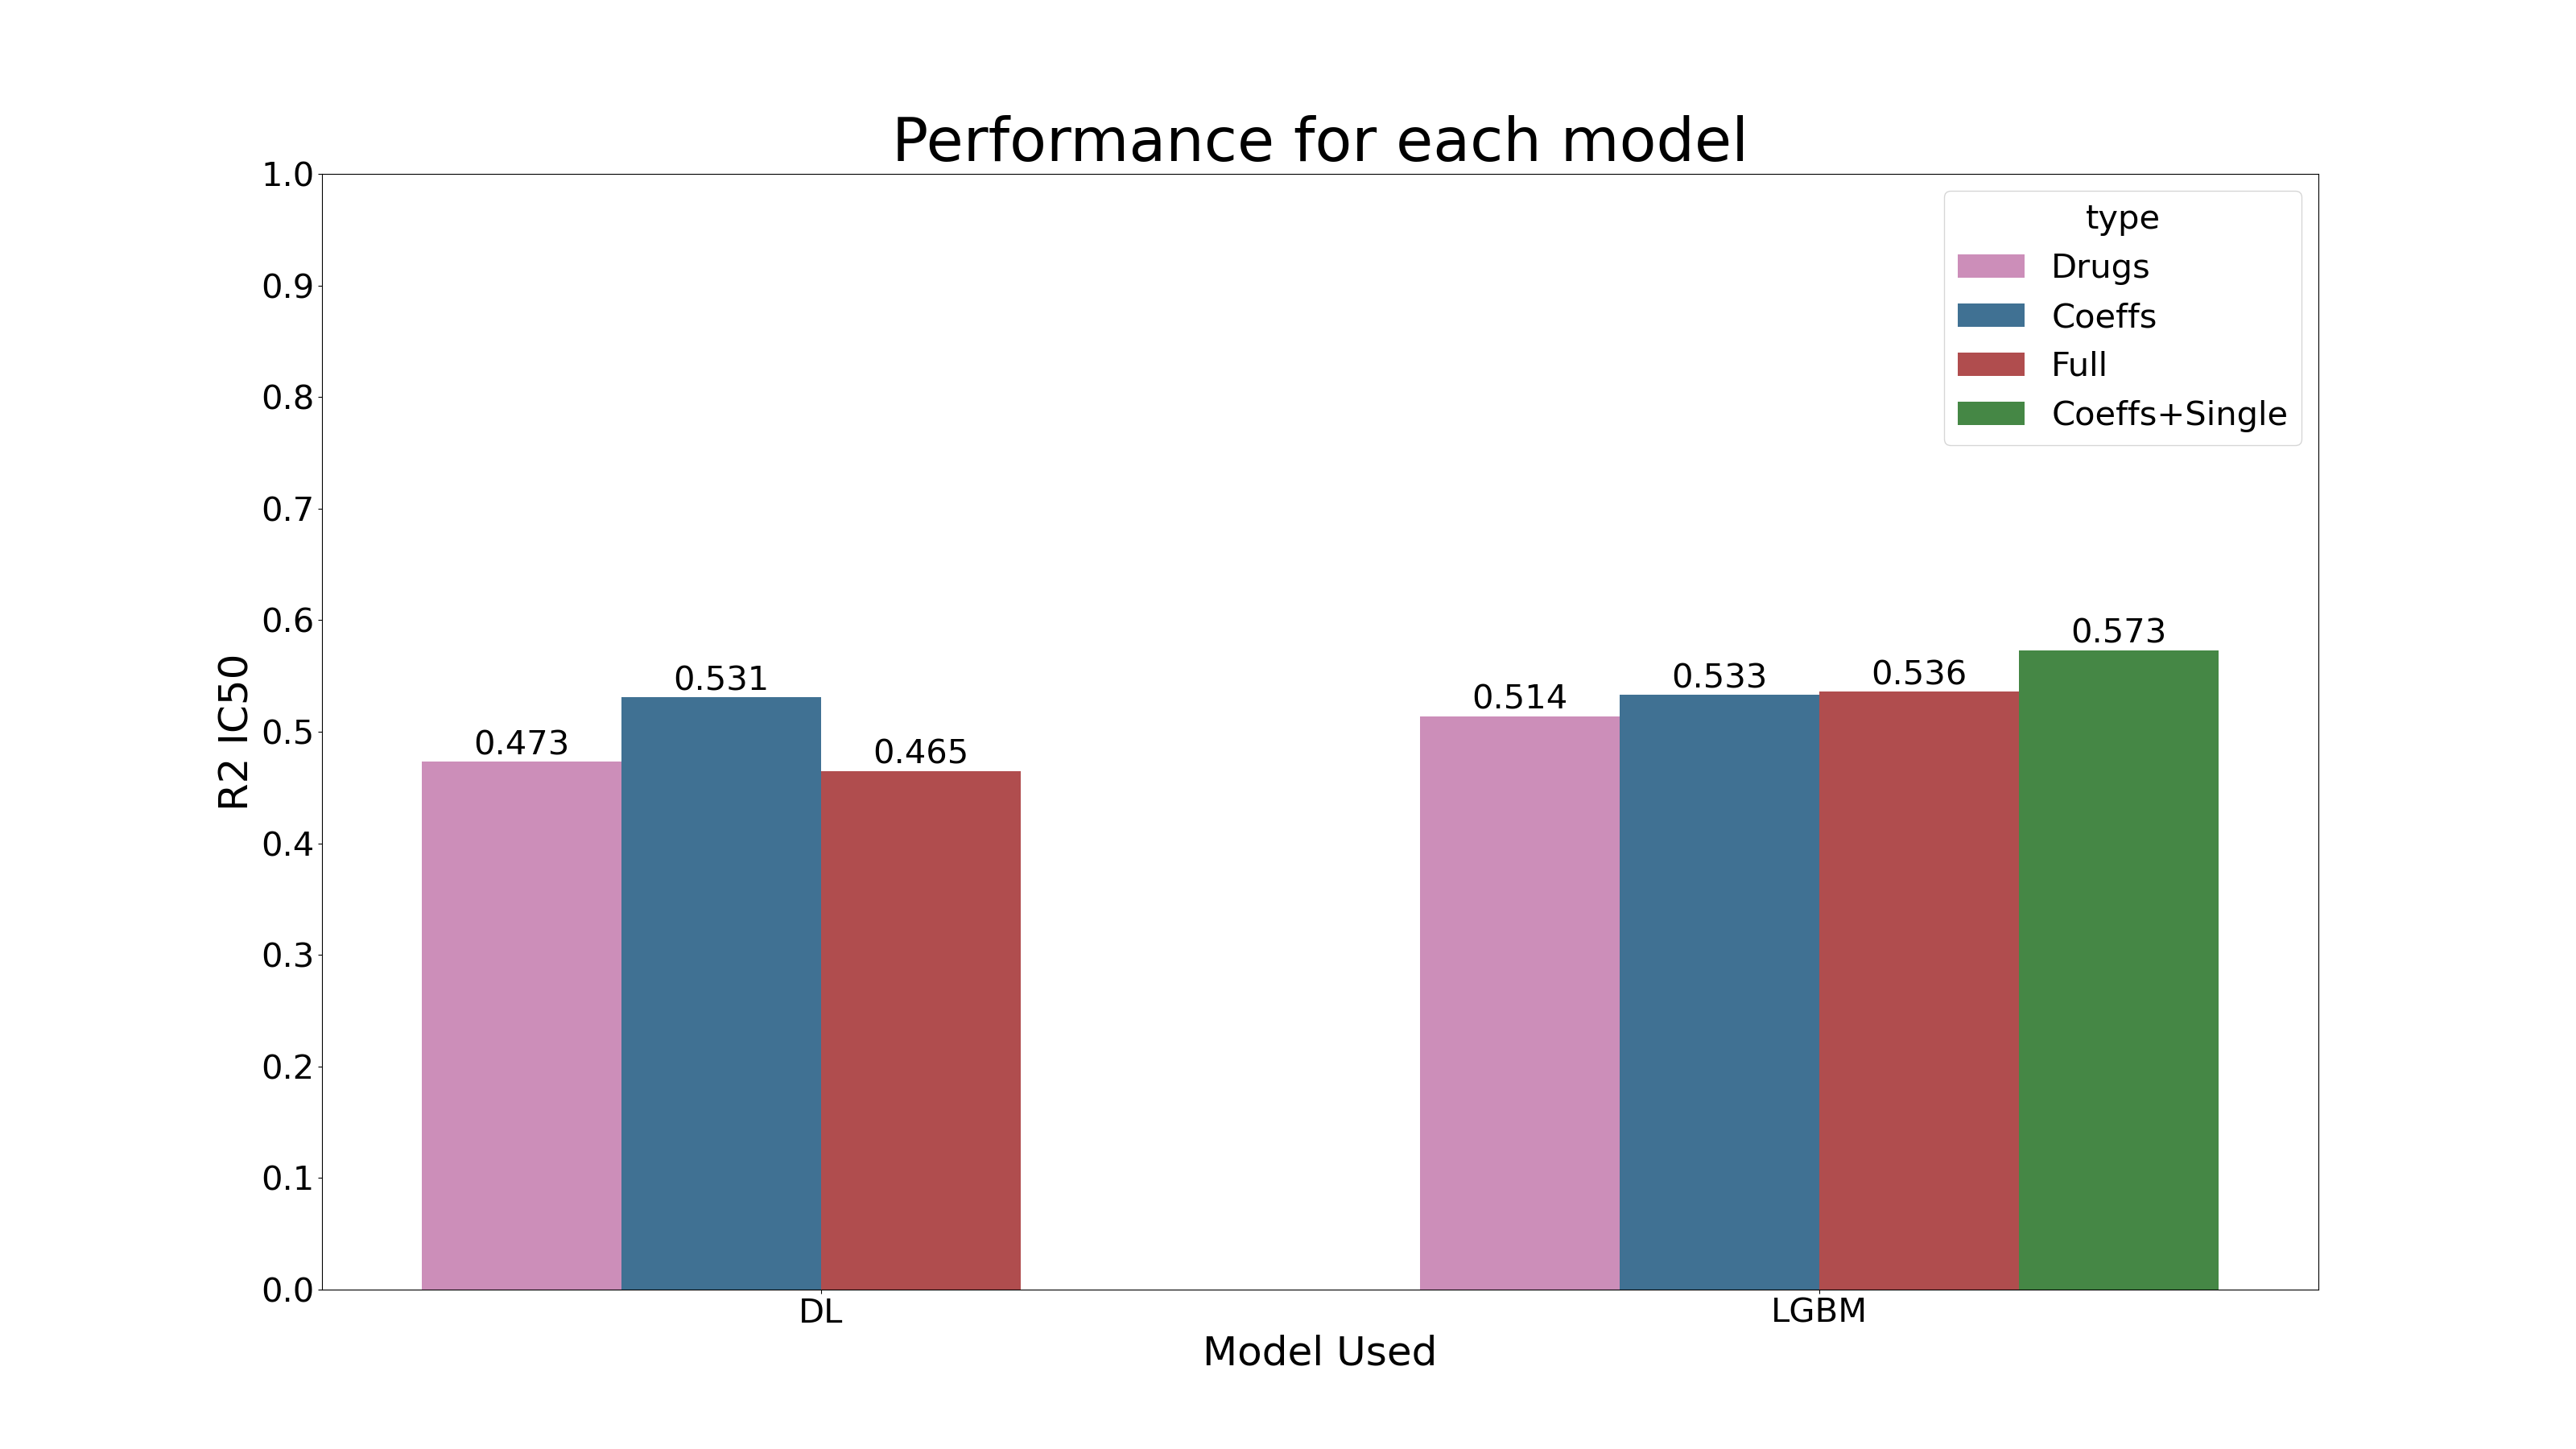 Performance for each model
1.0
0.9
0.8
0.7
0.6
0.5
0.4
0.3
0.2
0.1
0.0
R2 IC50
type
Drugs
Coeffs
Full
Coeffs+Single
0.473
0.531
0.465
0.514
0.533
0.536
0.573
DL
LGBM
Model Used